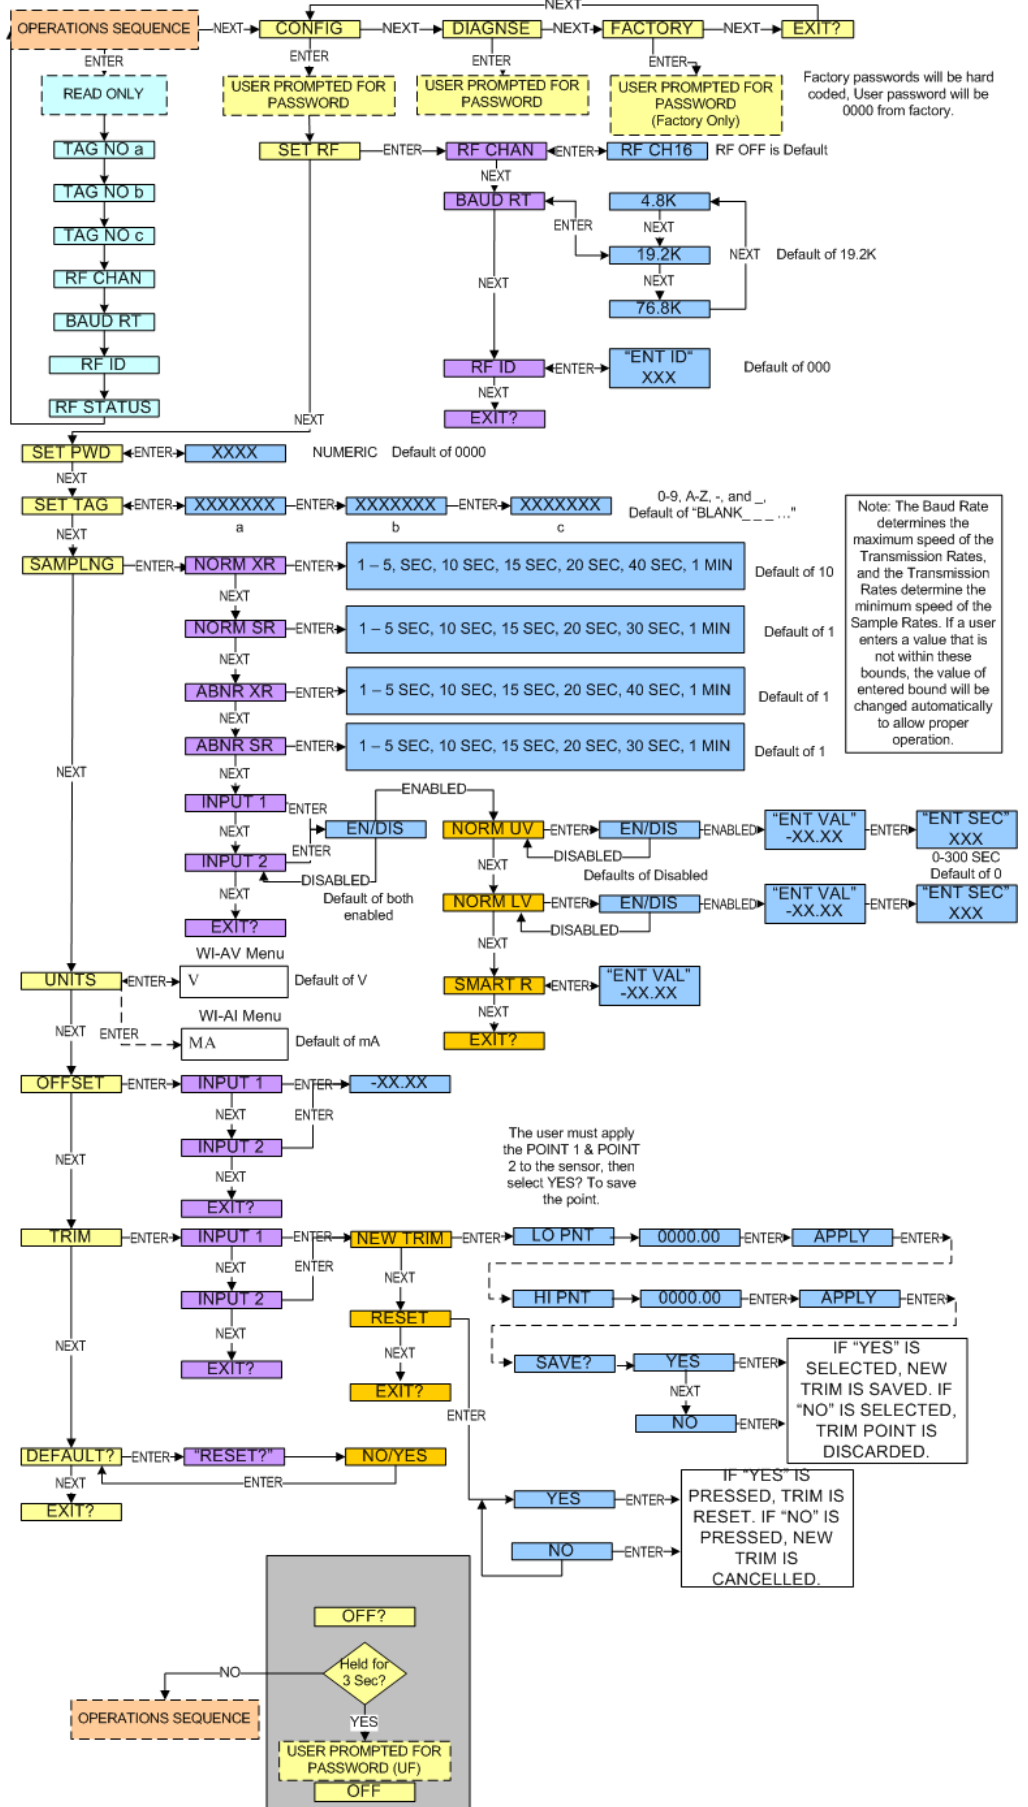 NEXT
OPERATIONS SEQUENCE
NEXT
CONFIG
NEXT
DIAGNSE
NEXT
FACTORY
NEXT
EXIT?
ENTER
ENTER
ENTER
ENTER
READ ONLY
USER PROMPTED FOR
PASSWORD
USER PROMPTED FOR
PASSWORD
USER PROMPTED FOR
PASSWORD
(Factory Only)
Factory passwords will be hard
coded, User password will be
0000 from factory.
TAG NO a
TAG NO b
TAG NO c
RF CHAN
BAUD RT
RF ID
RF STATUS
SET RF
ENTER
RF CHAN
ENTER
RF CH16
RF OFF is Default
NEXT
BAUD RT
ENTER
4.8K
NEXT
19.2K
NEXT
76.8K
NEXT
Default of 19.2K
NEXT
RF ID
ENTER
"ENT ID"
XXX
Default of 000
NEXT
EXIT?
NEXT
SET PWD
ENTER
XXXX
NUMERIC Default of 0000
NEXT
SET TAG
ENTER
XXXXXXX
ENTER
XXXXXXX
ENTER
XXXXXXX
a
b
c
0-9, A-Z, -, and _,
Default of "BLANK_ _ _ ..."
NEXT
SAMPLNG
ENTER
NORM XR
ENTER
1 – 5, SEC, 10 SEC, 15 SEC, 20 SEC, 40 SEC, 1 MIN
Default of 10
NEXT
NORM SR
ENTER
1 – 5 SEC, 10 SEC, 15 SEC, 20 SEC, 30 SEC, 1 MIN
Default of 1
NEXT
ABNR XR
ENTER
1 – 5 SEC, 10 SEC, 15 SEC, 20 SEC, 40 SEC, 1 MIN
Default of 1
NEXT
ABNR SR
ENTER
1 – 5 SEC, 10 SEC, 15 SEC, 20 SEC, 30 SEC, 1 MIN
Default of 1
NEXT
Note: The Baud Rate
determines the
maximum speed of the
Transmission Rates,
and the Transmission
Rates determine the
minimum speed of the
Sample Rates. If a user
enters a value that is
not within these
bounds, the value of
entered bound will be
changed automatically
to allow proper
operation.
NEXT
INPUT 1
ENTER
NEXT
INPUT 2
ENTER
EN/DIS
ENABLED
DISABLED
Default of both
enabled
NEXT
EXIT?
NORM UV
ENTER
EN/DIS
ENABLED
"ENT VAL"
-XX.XX
ENTER
"ENT SEC"
XXX
DISABLED
NEXT
Defaults of Disabled
0-300 SEC
Default of 0
NORM LV
ENTER
EN/DIS
ENABLED
"ENT VAL"
-XX.XX
ENTER
"ENT SEC"
XXX
DISABLED
NEXT
SMART R
ENTER
"ENT VAL"
-XX.XX
NEXT
EXIT?
WI-AV Menu
UNITS
ENTER
V
Default of V
WI-AI Menu
NEXT
ENTER
MA
Default of mA
OFFSET
ENTER
INPUT 1
ENTER
-XX.XX
NEXT
ENTER
INPUT 2
NEXT
EXIT?
NEXT
The user must apply
the POINT 1 & POINT
2 to the sensor, then
select YES? To save
the point.
TRIM
ENTER
INPUT 1
ENTER
NEW TRIM
ENTER
LO PNT
0000.00
ENTER
APPLY
ENTER
NEXT
ENTER
NEXT
INPUT 2
HI PNT
0000.00
ENTER
APPLY
ENTER
NEXT
EXIT?
RESET
NEXT
EXIT?
NEXT
SAVE?
YES
ENTER
NEXT
NO
ENTER
IF "YES" IS
SELECTED, NEW
TRIM IS SAVED. IF
"NO" IS SELECTED,
TRIM POINT IS
DISCARDED.
ENTER
DEFAULT?
ENTER
"RESET?"
NO/YES
ENTER
NEXT
EXIT?
YES
ENTER
NO
ENTER
IF "YES" IS
PRESSED, TRIM IS
RESET. IF "NO" IS
PRESSED, NEW
TRIM IS
CANCELLED.
OFF?
Held for
3 Sec?
NO
OPERATIONS SEQUENCE
YES
USER PROMPTED FOR
PASSWORD (UF)
OFF